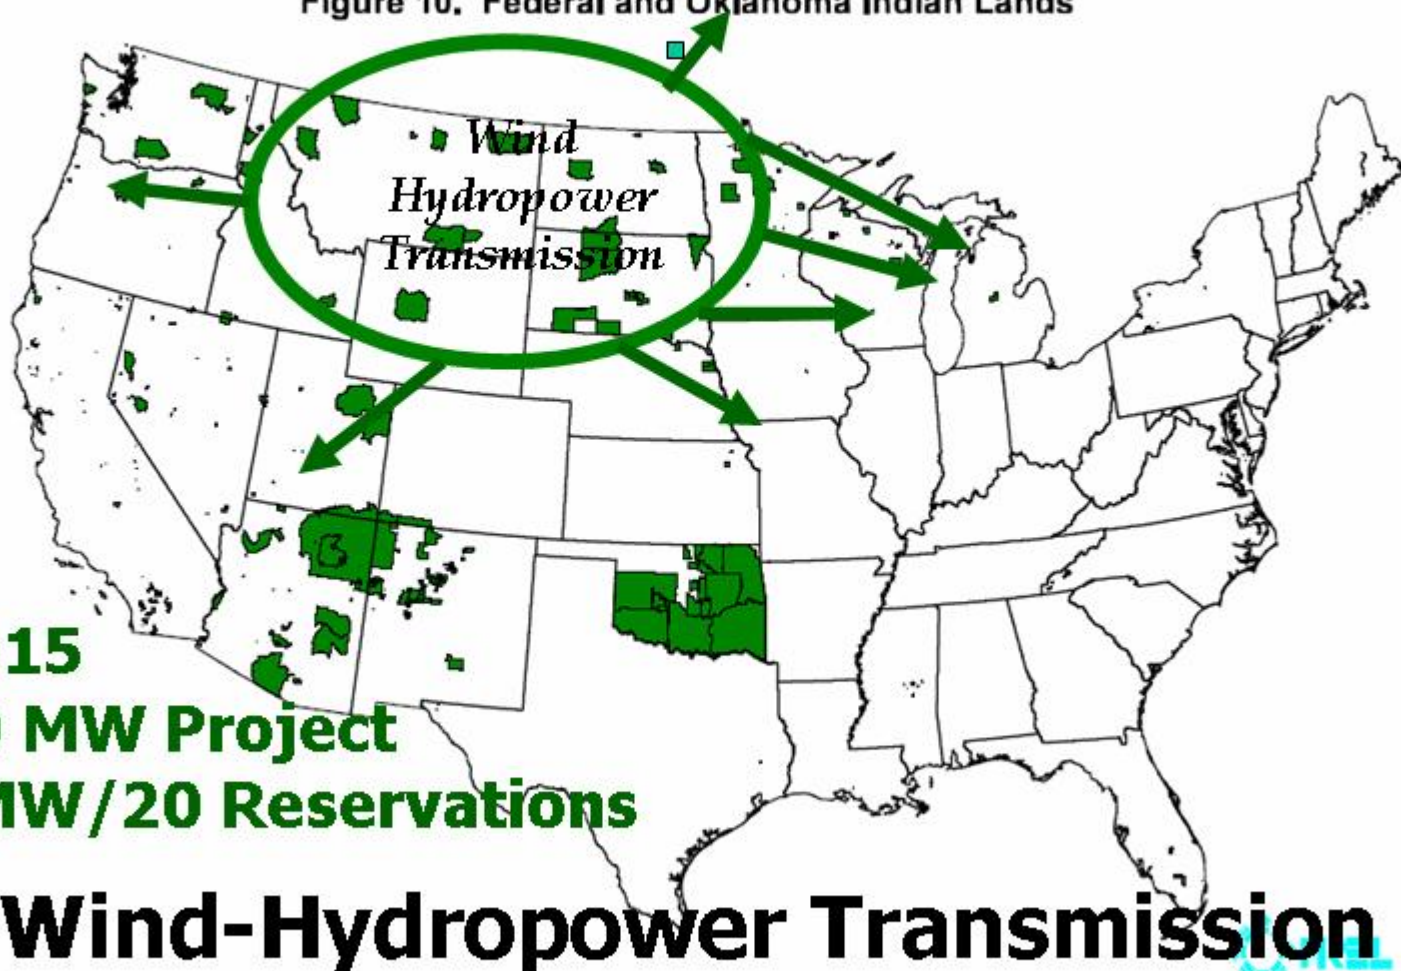 Figure 10. Federal and Oklahoma Indian Lands
Wind
Hydropower
Transmission
15
MW Project
MW/20 Reservations
Wind-Hydropower Transmission